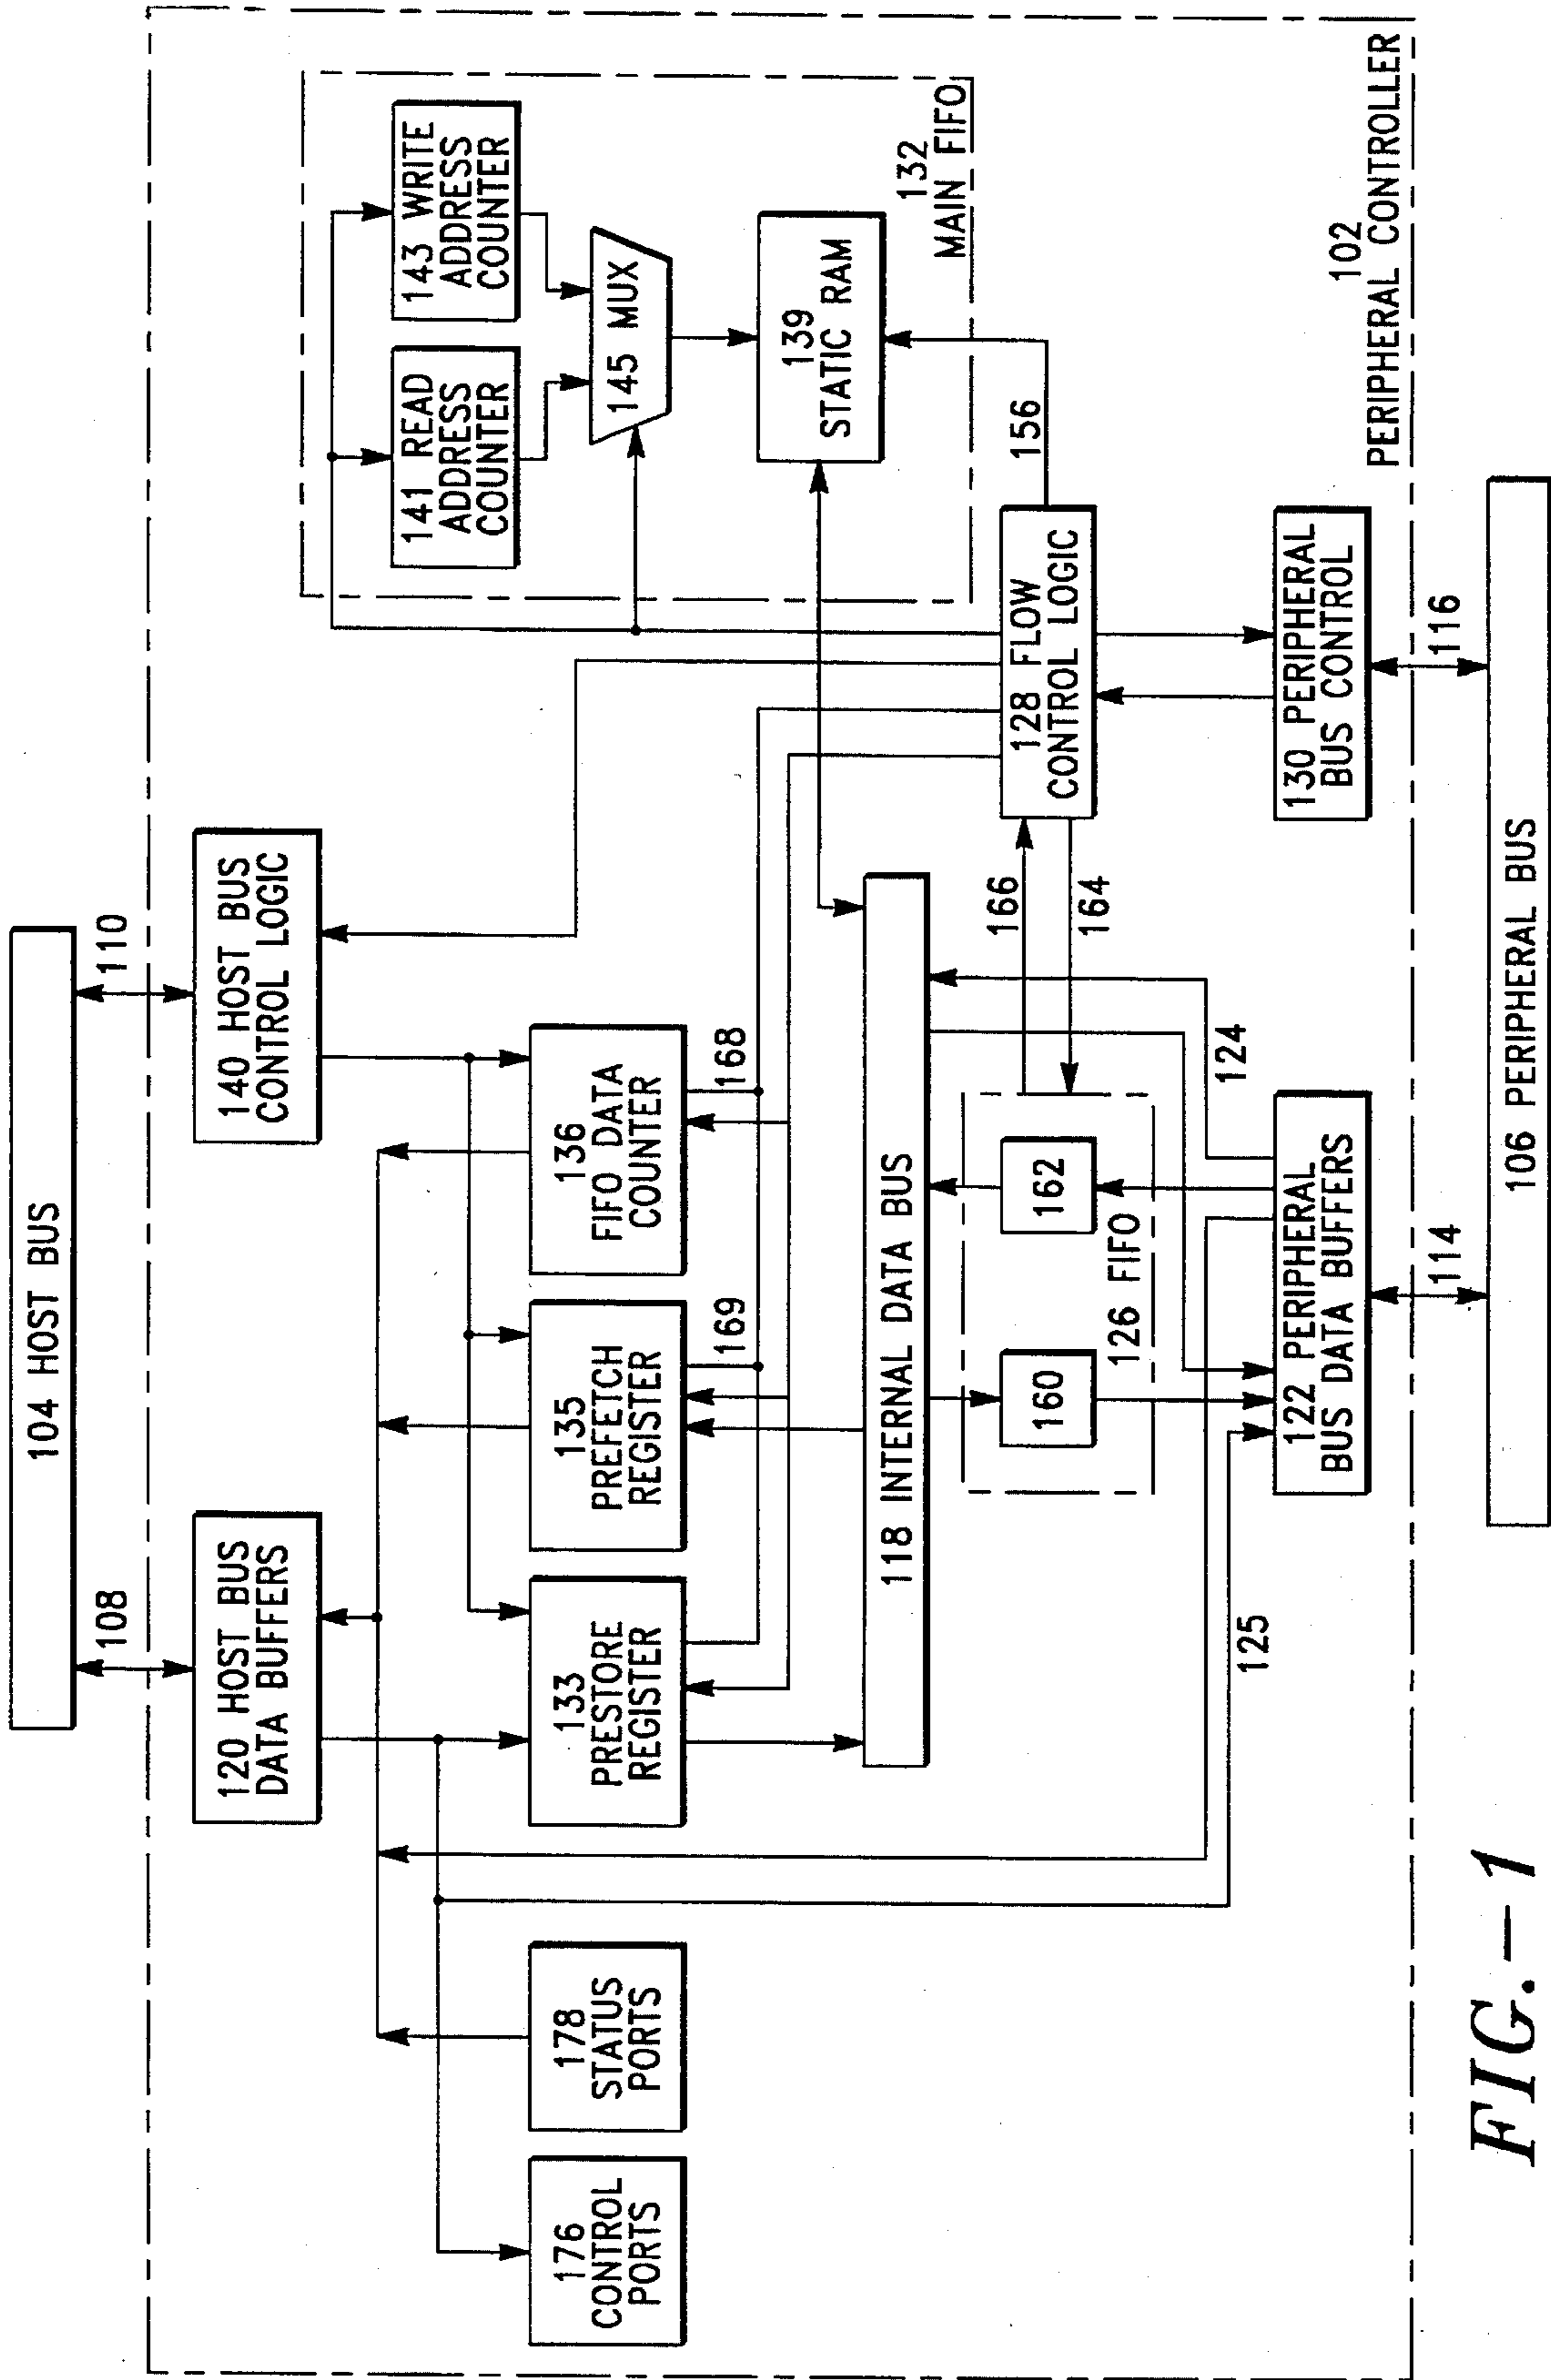 104 HOST BUS
108
110
120 HOST BUS
DATA BUFFERS
140 HOST BUS
CONTROL LOGIC
141 READ
ADDRESS
COUNTER
143 WRITE
ADDRESS
COUNTER
145 MUX
139
STATIC RAM
132
MAIN FIFO
176
CONTROL
PORTS
178
STATUS
PORTS
133
PRESTORE
REGISTER
135
PREFETCH
REGISTER
169
136
FIFO DATA
COUNTER
168
118 INTERNAL DATA BUS
166
164
128 FLOW
CONTROL LOGIC
156
160
162
126 FIFO
125
124
122 PERIPHERAL
BUS DATA BUFFERS
130 PERIPHERAL
BUS CONTROL
102
PERIPHERAL CONTROLLER
114
116
106 PERIPHERAL BUS
FIG.-1